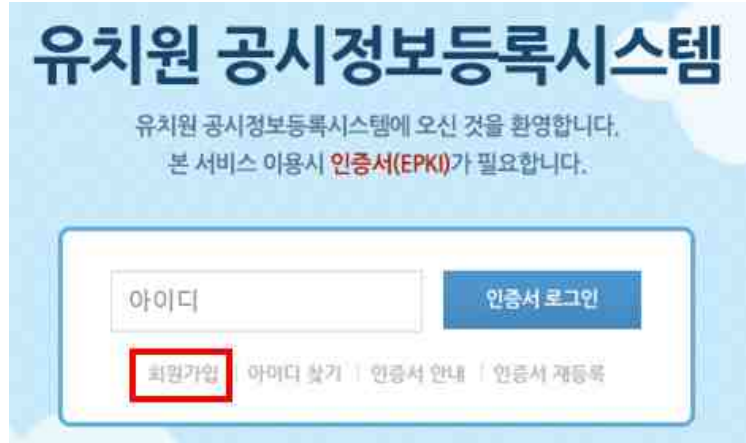 유치원 공시정보등록시스템
유치원 공시정보등록시스템에 오신 것을 환영합니다.
본 서비스 이용시 인증서(EPKI)가 필요합니다.
아이디 인증서 로그인
회원가입 | 아이디 찾기 | 인증서 안내 | 인증서 재등록